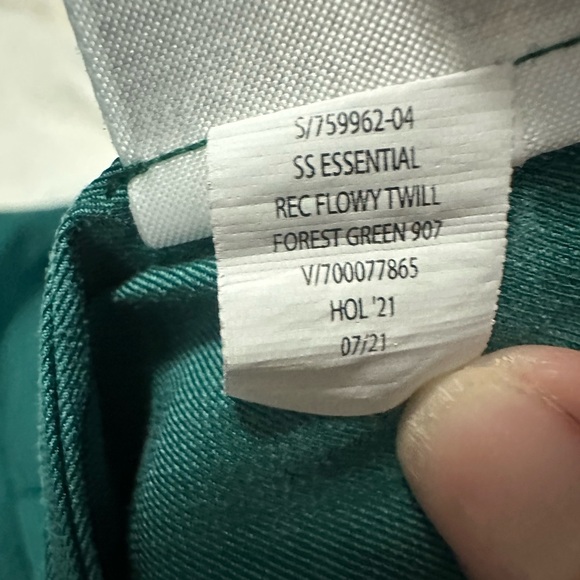 S/759962-04
SS ESSENTIAL
REC FLOWY TWILL
FOREST GREEN 907
V/700077865
HOL '21
07/21